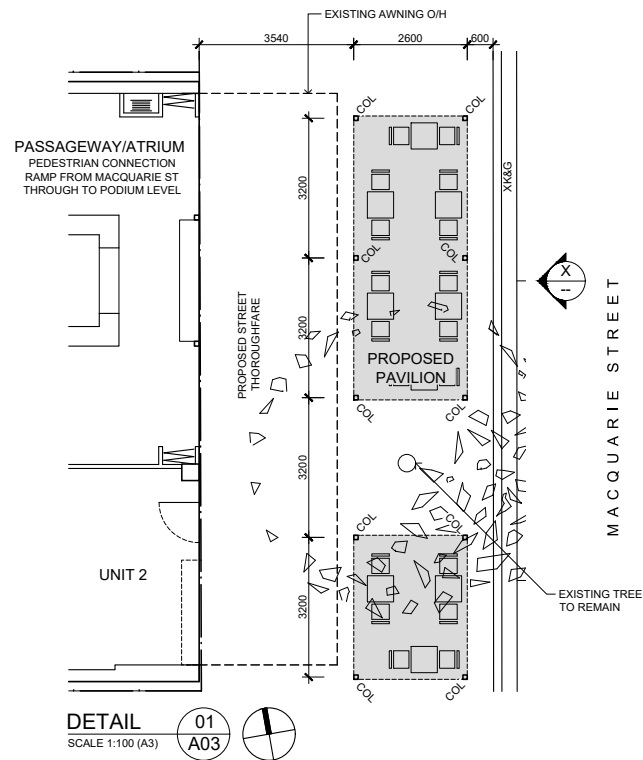 EXISTING AWNING O/H
3540
2600
600
COL
COL
PASSAGEWAY/ATRIUM
PEDESTRIAN CONNECTION
RAMP FROM MACQUARIE ST
THROUGH TO PODIUM LEVEL
3200
XK&G
COL
COL
X
--
PROPOSED STREET
THOROUGHFARE
3200
MACQUARIE STREET
PROPOSED
PAVILION
COL
COL
3200
COL
COL
UNIT 2
3200
EXISTING TREE
TO REMAIN
COL
COL
DETAIL
SCALE 1:100 (A3)
01
A03